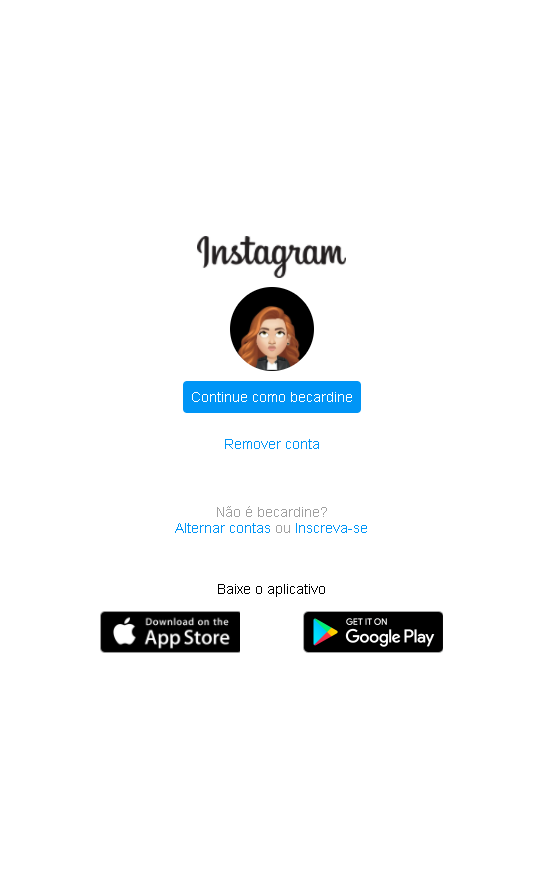 Instagram
Continue como becardine
Remover conta
Não é becardine?
Alternar contas ou Inscreva-se
Baixe o aplicativo
Download on the
App Store
GET IT ON
Google Play